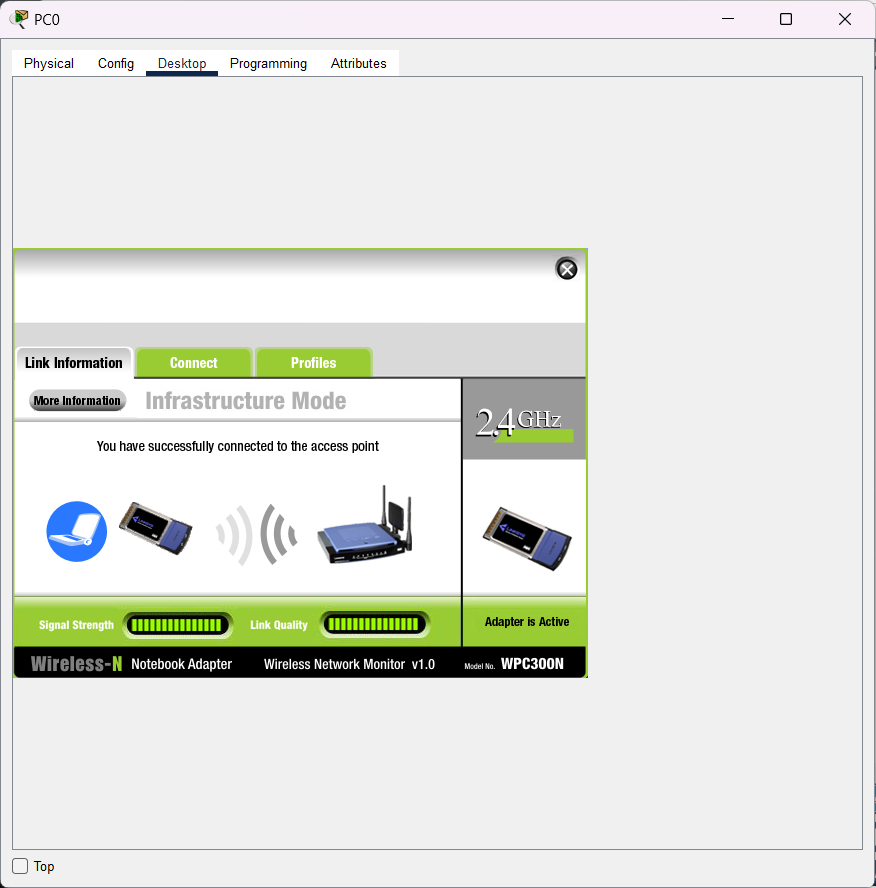 PC0
Physical Config Desktop Programming Attributes
Link Information Connect Profiles
More Information Infrastructure Mode
2.4GHz
You have successfully connected to the access point
Signal Strength Link Quality Adapter is Active
Wireless-N Notebook Adapter Wireless Network Monitor v1.0 Model No. WPC300N
Top